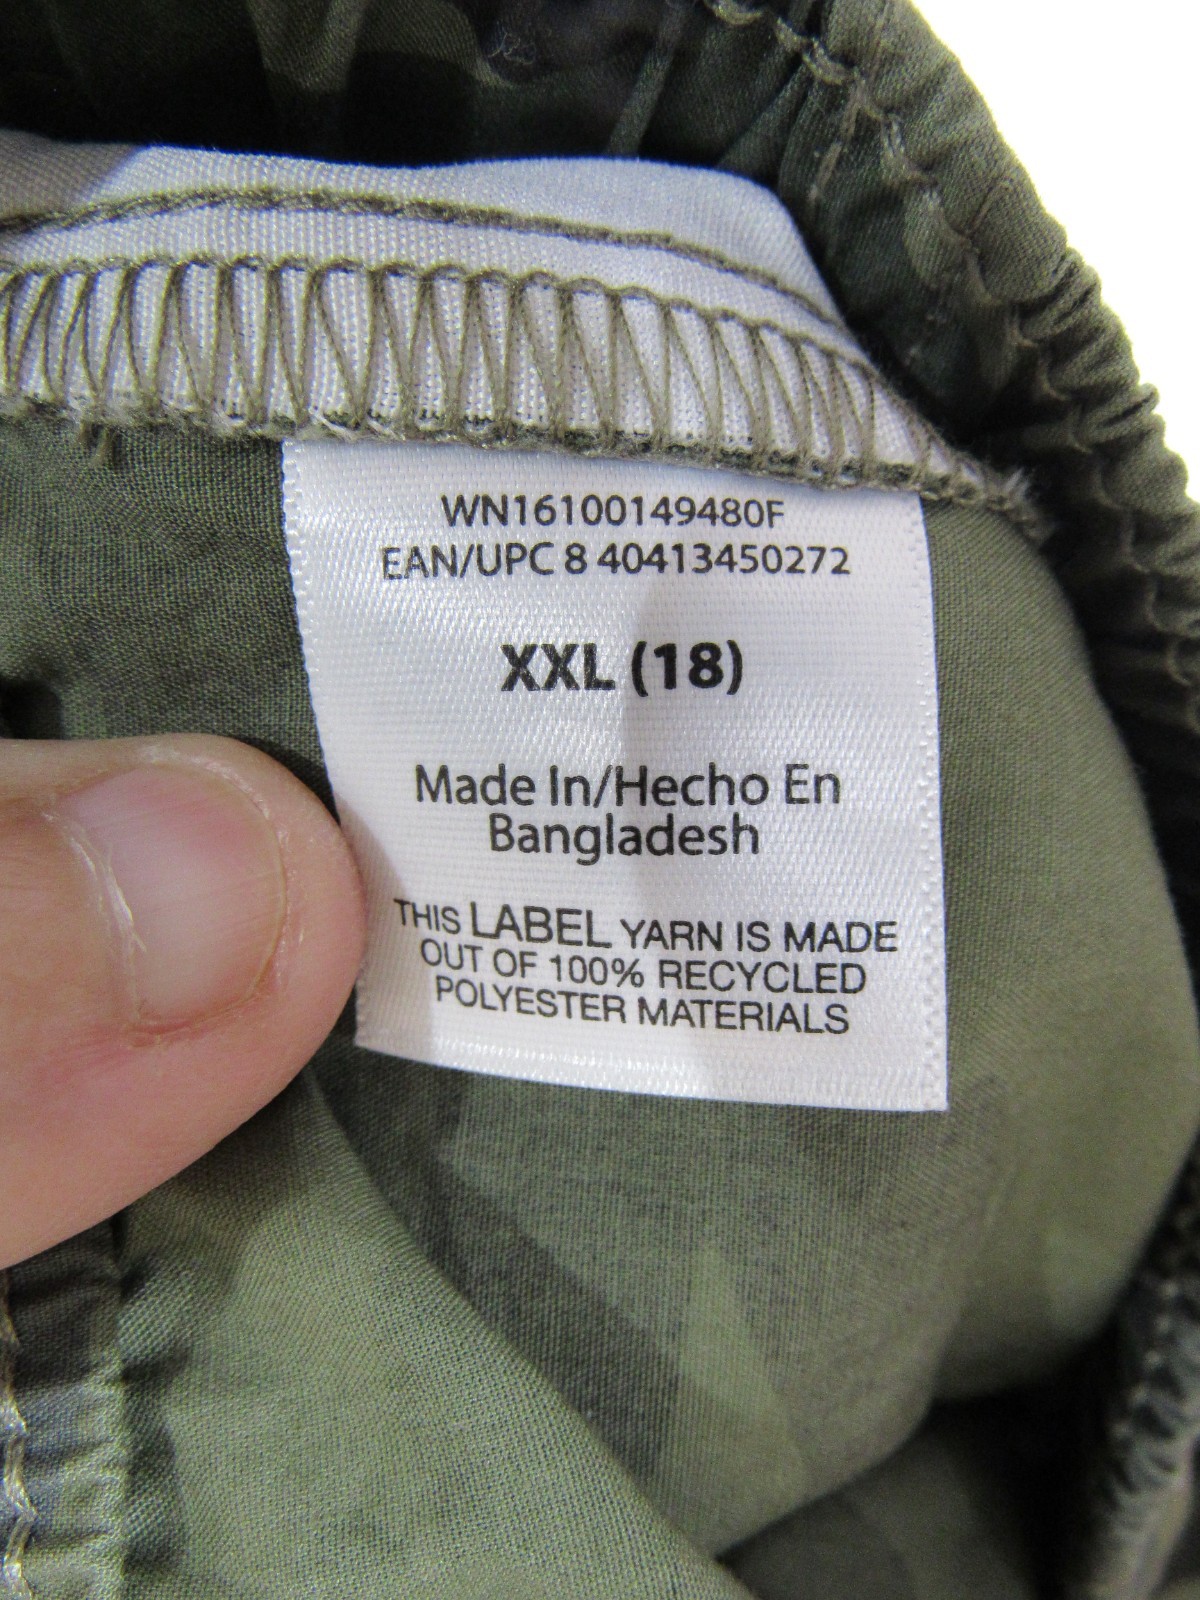 WN16100149480F
EAN/UPC 8 40413450272
XXL (18)
Made In/Hecho En
Bangladesh
THIS LABEL YARN IS MADE
OUT OF 100% RECYCLED
POLYESTER MATERIALS